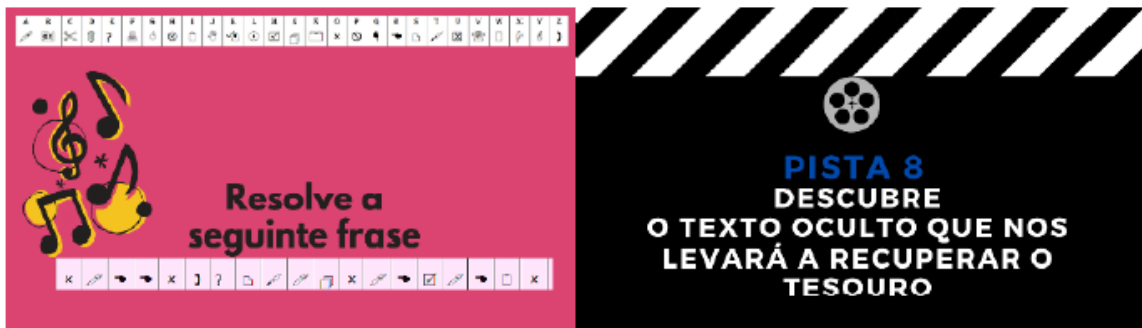 A B C D E F G H I J K L M N Ñ O P Q R S T U V W X Y Z
Resolve a
seguinte frase
PISTA 8
DESCUBRE
O TEXTO OCULTO QUE NOS
LEVARÁ A RECUPERAR O
TESOURO